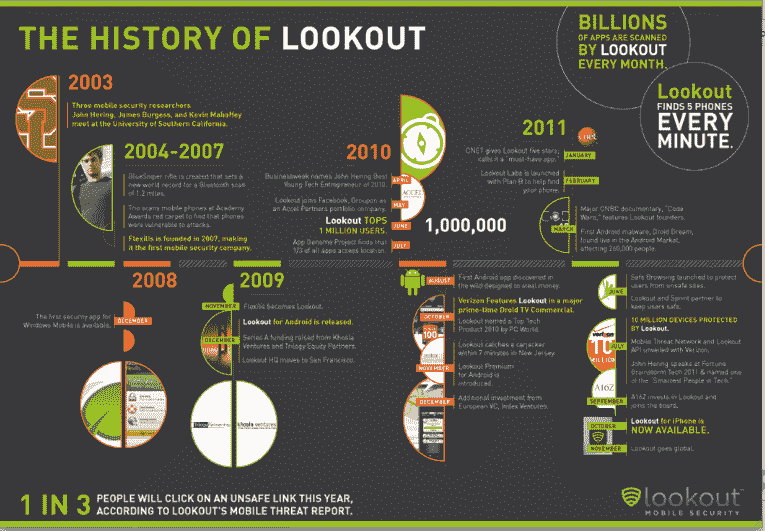 THE HISTORY OF LOOKOUT
BILLIONS
OF APPS ARE SCANNED
BY LOOKOUT
EVERY MONTH.
Lookout
FINDS 5 PHONES
EVERY
MINUTE.
2003
Three mobile security researchers
John Hering, James Burgess, and Kevin Mahaffey
meet at the University of Southern California.
2004-2007
BlueSniper rifle is created that sets a
new world record for a Bluetooth scan
of 1.2 miles.
Trio scans mobile phones at Academy
Awards red carpet to find that phones
were vulnerable to attacks.
Flexilis is founded in 2007, making
it the first mobile security company.
2008
The first security app for
Windows Mobile is available.
DECEMBER
2009
NOVEMBER
Flexilis becomes Lookout.
Lookout for Android is released.
DECEMBER
Series A funding raised from Khosla
Ventures and Trilogy Equity Partners.
Lookout HQ moves to San Francisco.
khosla ventures
2010
Businessweek names John Hering Best
Young Tech Entrepreneur of 2010.
APRIL
Lookout joins Facebook, Groupon as
an Accel Partners portfolio company.
ACCEL
MAY
Lookout TOPS
1 MILLION USERS.
JUNE
1,000,000
App Genome Project finds that
1/3 of all apps access location.
JULY
AUGUST
First Android app discovered in
the wild designed to steal money.
Verizon Features Lookout in a major
prime-time Droid TV Commercial.
OCTOBER
Lookout named a Top Tech
Product 2010 by PC World.
100
Lookout catches a carjacker
within 7 minutes in New Jersey.
NOVEMBER
Lookout Premium
for Android is
introduced.
DECEMBER
Additional investment from
European VC, Index Ventures.
2011
cnet
CNET gives Lookout five stars,
calls it a "must-have app."
JANUARY
Lookout Labs is launched
with Plan B to help find
your phone.
FEBRUARY
Major CNBC documentary, "Code
Wars," features Lookout founders.
MARCH
First Android malware, Droid Dream,
found live in the Android Market,
affecting 260,000 people.
Safe Browsing launched to protect
users from unsafe sites.
JUNE
Lookout and Sprint partner to
keep users safe.
verizon
10
MILLION
10 MILLION DEVICES PROTECTED
BY Lookout.
JULY
Mobile Threat Network and Lookout
API unveiled with Verizon.
John Hering speaks at Fortune
Brainstorm Tech 2011 & named one
of the "Smartest People in Tech."
A16Z
SEPTEMBER
A16Z invests in Lookout and
joins the board.
OCTOBER
Lookout for iPhone is
NOW AVAILABLE.
NOVEMBER
Lookout goes global.
1 IN 3 PEOPLE WILL CLICK ON AN UNSAFE LINK THIS YEAR,
ACCORDING TO LOOKOUT'S MOBILE THREAT REPORT.
lookout
MOBILE SECURITY